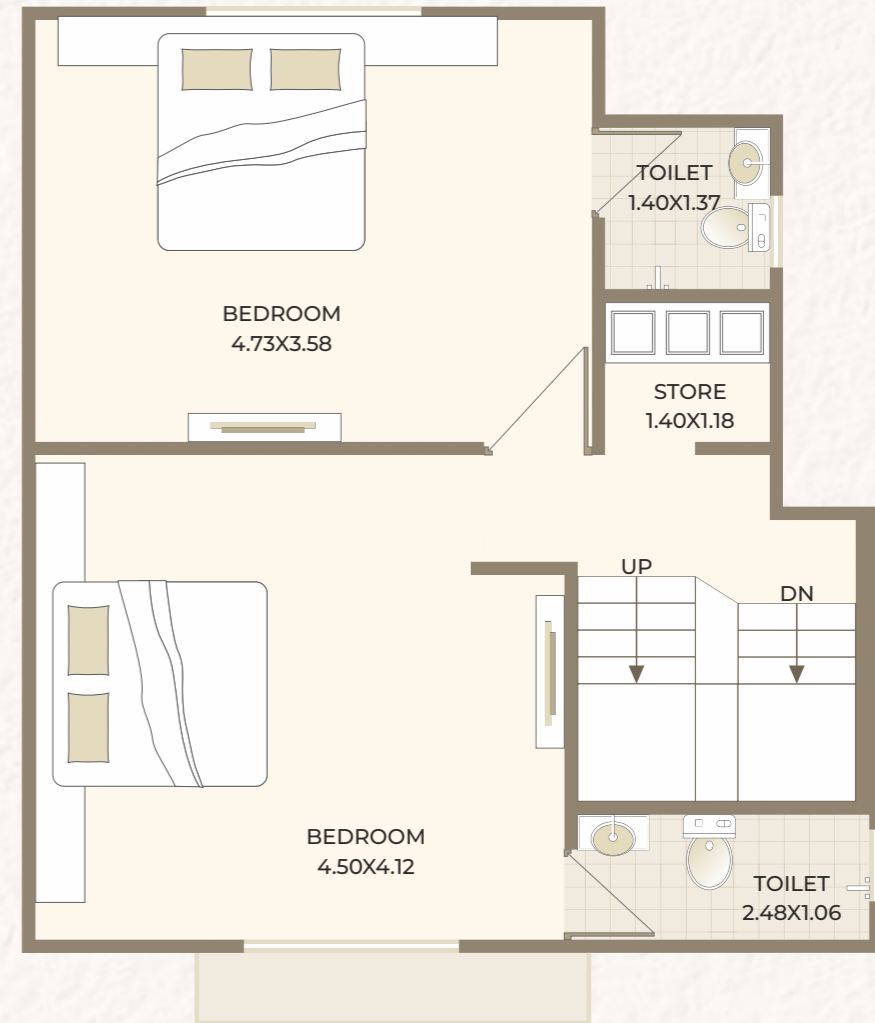 TOILET
1.40X1.37
BEDROOM
4.73X3.58
STORE
1.40X1.18
UP
DN
BEDROOM
4.50X4.12
TOILET
2.48X1.06